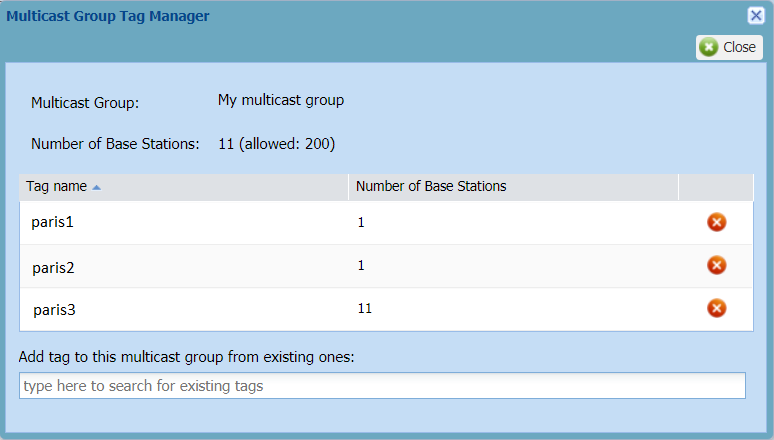 Multicast Group Tag Manager
Close
Multicast Group: My multicast group
Number of Base Stations: 11 (allowed: 200)
Tag name Number of Base Stations
paris1 1
paris2 1
paris3 11
Add tag to this multicast group from existing ones:
type here to search for existing tags